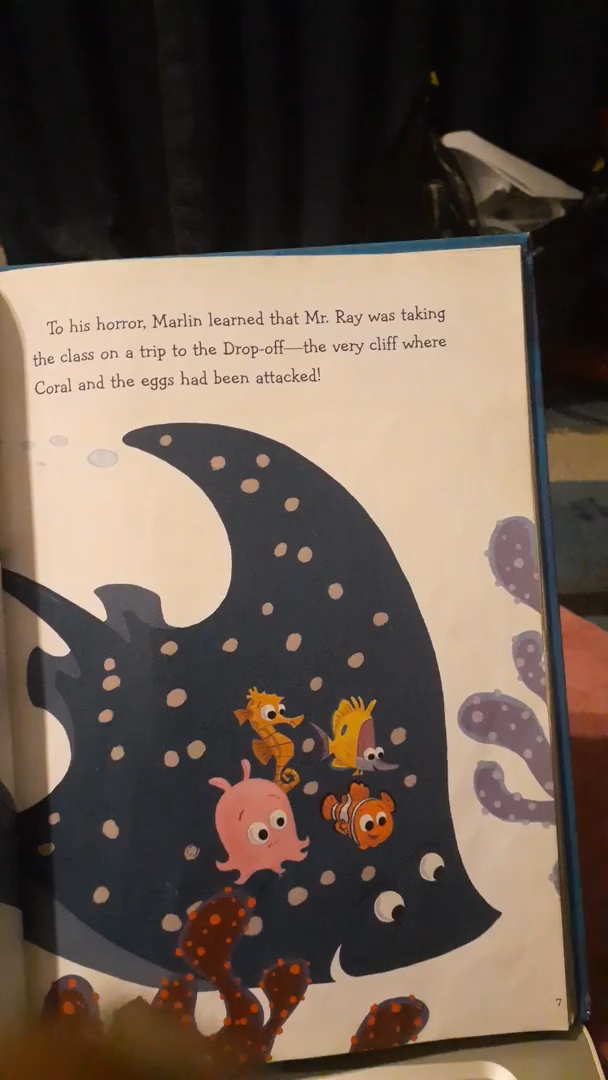 To his horror, Marlin learned that Mr. Ray was taking
the class on a trip to the Drop-off—the very cliff where
Coral and the eggs had been attacked!
7